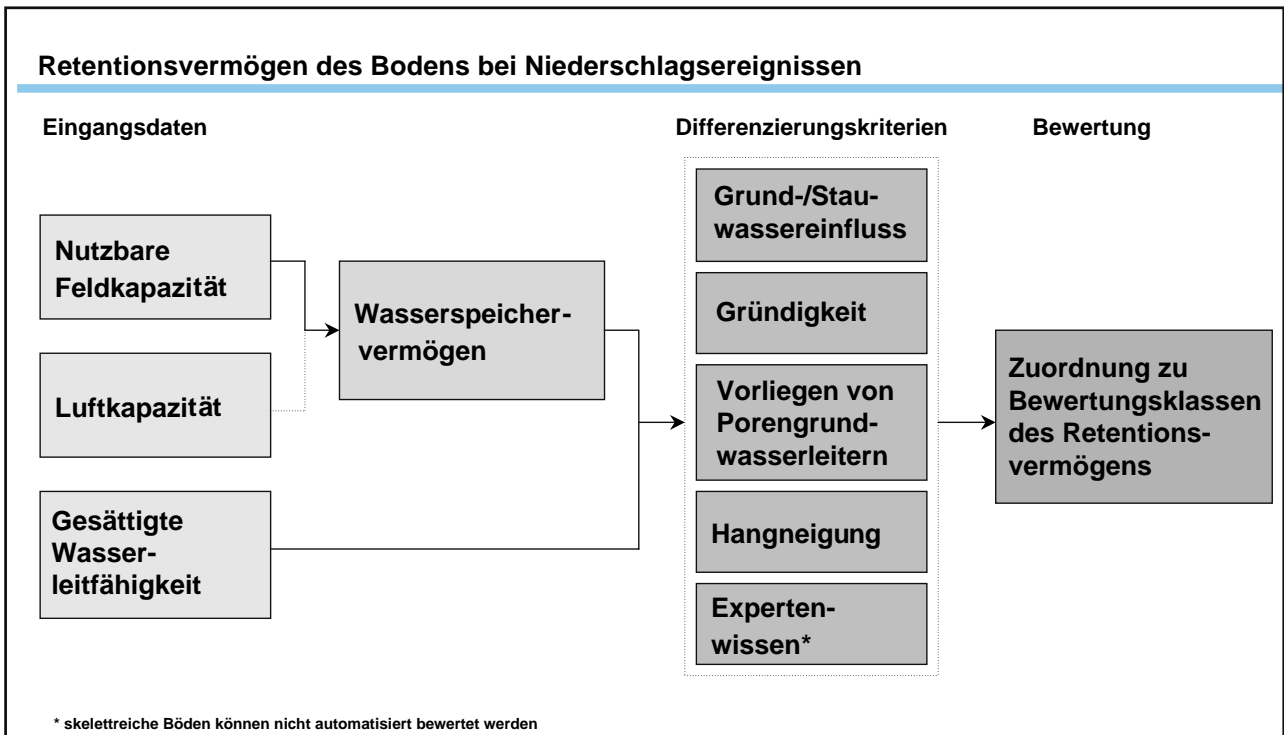 Retentionsvermögen des Bodens bei Niederschlagsereignissen
Eingangsdaten
Differenzierungskriterien
Bewertung
Nutzbare
Feldkapazität
Luftkapazität
Gesättigte
Wasser-
leitfähigkeit
Wasserspeicher-
vermögen
Grund-/Stau-
wassereinfluss
Gründigkeit
Vorliegen von
Porengrund-
wasserleitern
Hangneigung
Experten-
wissen*
Zuordnung zu
Bewertungsklassen
des Retentions-
vermögens
* skelettreiche Böden können nicht automatisiert bewertet werden